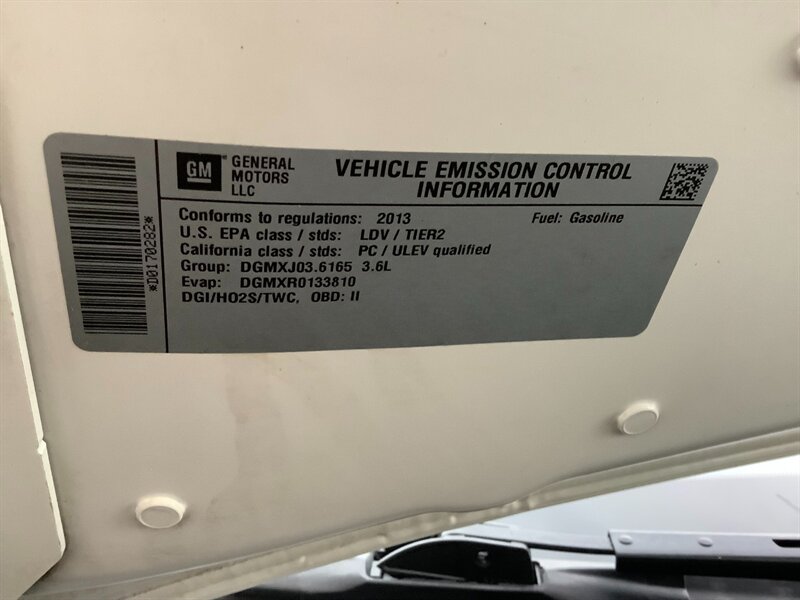 *D0170282*
GM
GENERAL
MOTORS
LLC
VEHICLE EMISSION CONTROL
INFORMATION
Conforms to regulations: 2013 Fuel: Gasoline
U.S. EPA class / stds: LDV / TIER2
California class / stds: PC / ULEV qualified
Group: DGMXJ03.6165 3.6L
Evap: DGMXR0133810
DGI/HO2S/TWC, OBD: II